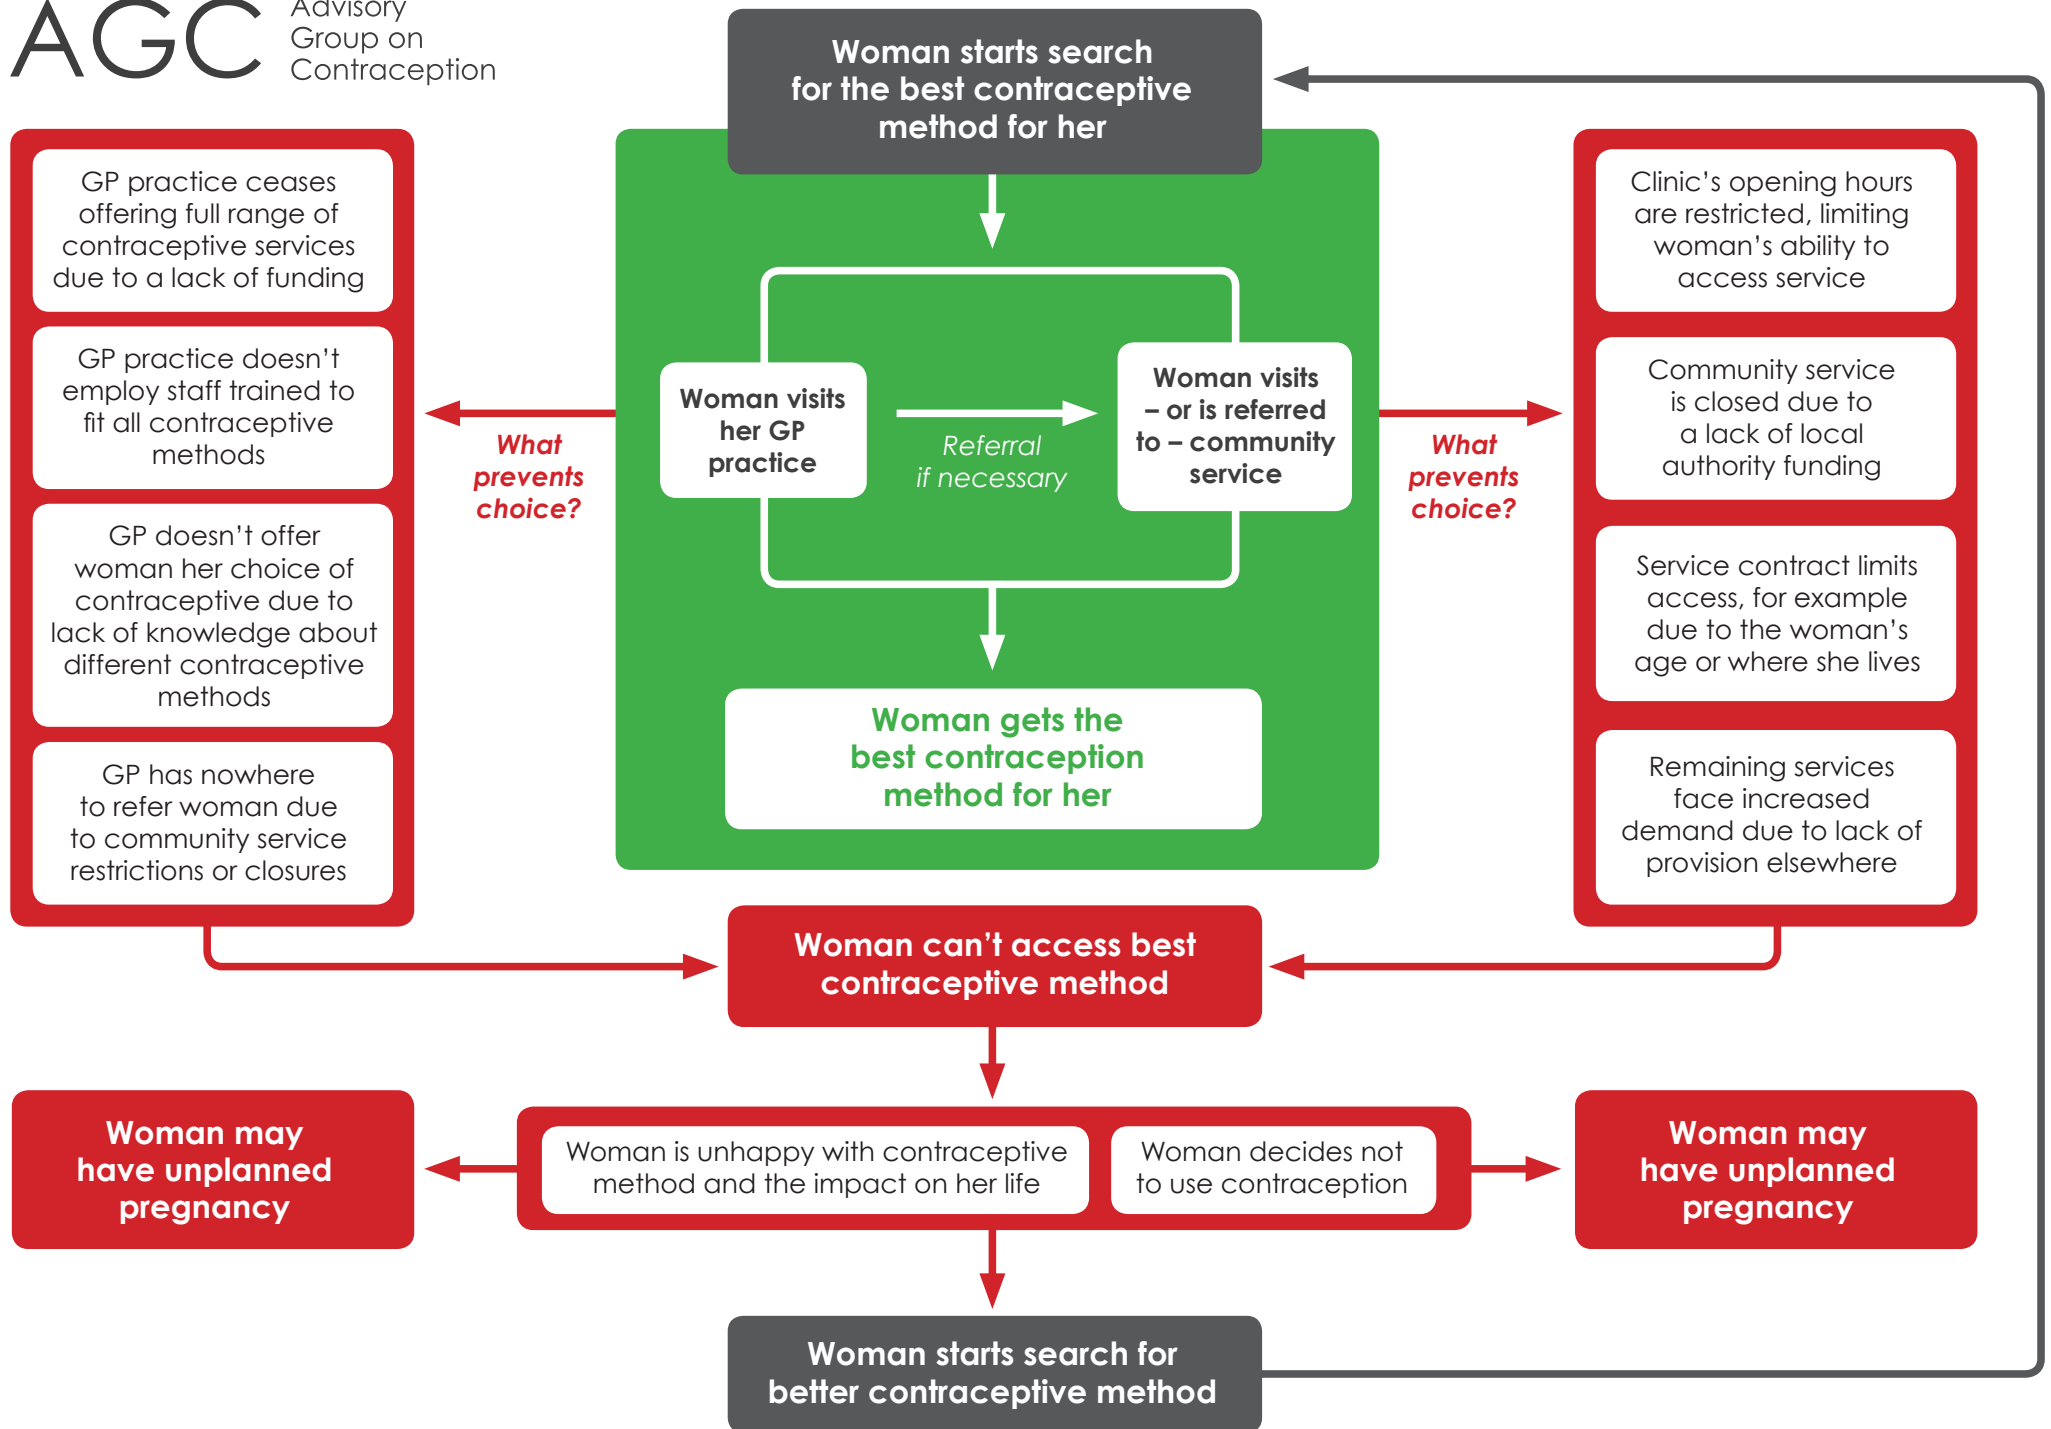 AGC
Advisory
Group on
Contraception
Woman starts search
for the best contraceptive
method for her
GP practice ceases
offering full range of
contraceptive services
due to a lack of funding
GP practice doesn't
employ staff trained to
fit all contraceptive
methods
GP doesn't offer
woman her choice of
contraceptive due to
lack of knowledge about
different contraceptive
methods
GP has nowhere
to refer woman due
to community service
restrictions or closures
What
prevents
choice?
Woman visits
her GP
practice
Referral
if necessary
Woman visits
– or is referred
to – community
service
What
prevents
choice?
Clinic's opening hours
are restricted, limiting
woman's ability to
access service
Community service
is closed due to
a lack of local
authority funding
Service contract limits
access, for example
due to the woman's
age or where she lives
Remaining services
face increased
demand due to lack of
provision elsewhere
Woman gets the
best contraception
method for her
Woman can't access best
contraceptive method
Woman may
have unplanned
pregnancy
Woman is unhappy with contraceptive
method and the impact on her life
Woman decides not
to use contraception
Woman may
have unplanned
pregnancy
Woman starts search for
better contraceptive method